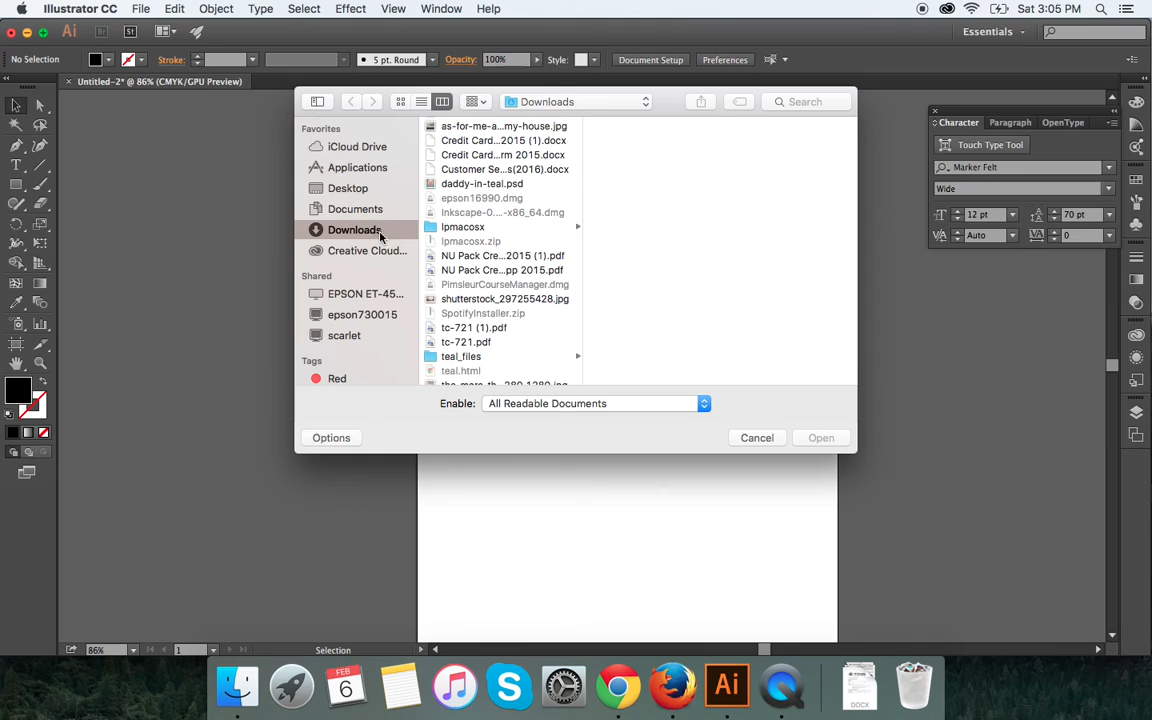 Illustrator CC File Edit Object Type Select Effect View Window Help Sat 3:05 PM
Ai Br St Essentials
No Selection Stroke: 5 pt. Round Opacity: 100% Style: Document Setup Preferences
× Untitled-2* @ 86% (CMYK/GPU Preview)
Downloads Search
Favorites
iCloud Drive
Applications
Desktop
Documents
Downloads
Creative Cloud...
Shared
EPSON ET-45...
epson730015
scarlet
Tags
Red
as-for-me-a...my-house.jpg
Credit Card...2015 (1).docx
Credit Card...rm 2015.docx
Customer Se...s(2016).docx
daddy-in-teal.psd
epson16990.dmg
Inkscape-0....-x86_64.dmg
lpmacosx
lpmacosx.zip
NU Pack Cre...2015 (1).pdf
NU Pack Cre...pp 2015.pdf
PimsleurCourseManager.dmg
shutterstock_297255428.jpg
SpotifyInstaller.zip
tc-721 (1).pdf
tc-721.pdf
teal_files
teal.html
Enable: All Readable Documents
Options Cancel Open
Character Paragraph OpenType
Touch Type Tool
Marker Felt
Wide
12 pt 70 pt
Auto 0
86% 1 Selection
FEB
6
Ai
DOCX